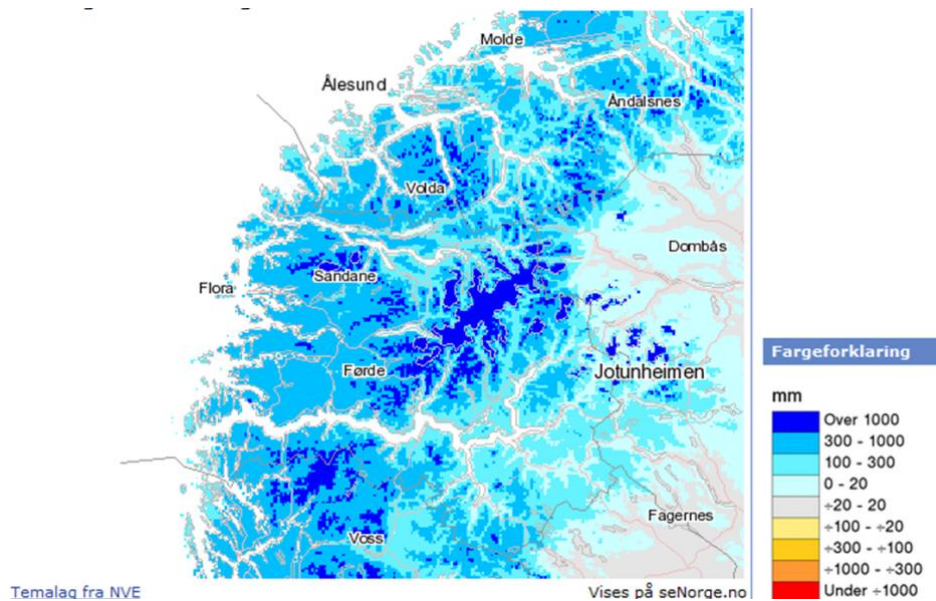 Molde
Ålesund
Åndalsnes
Volda
Dombås
Sandane
Flora
Førde
Jotunheimen
Fagernes
Voss
Fargeforklaring
mm
Over 1000
300 - 1000
100 - 300
0 - 20
÷20 - 20
÷100 - ÷20
÷300 - ÷100
÷1000 - ÷300
Under ÷1000
Temalag fra NVE
Vises på seNorge.no